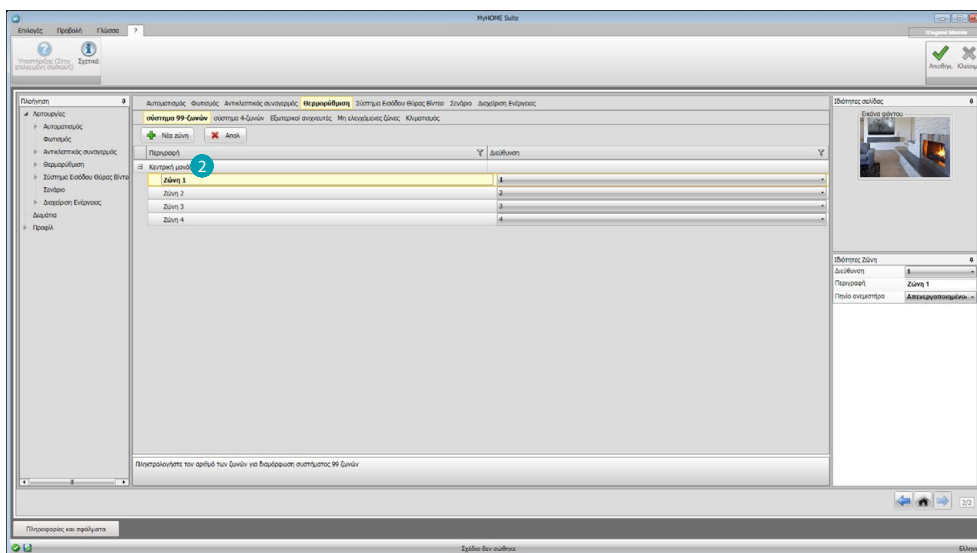 MyHOME Suite
Επιλογές Προβολή Γλώσσα ?
Υποστήριξης (Στην επιλεγμένη συσκευή)
Σχετικά
Αποθήκ.
Πλοήγηση
Λειτουργίες
Αυτοματισμός
Φωτισμός
Αντικλεπτικός συναγερμός
Θερμορύθμιση
Σύστημα Εισόδου Θύρας Βίντεο
Σενάριο
Διαχείριση Ενέργειας
Δωμάτια
Προφίλ
Αυτοματισμός Φωτισμός Αντικλεπτικός συναγερμός Θερμορύθμιση Σύστημα Εισόδου Θύρας Βίντεο Σενάριο Διαχείριση Ενέργειας
σύστημα 99-ζωνών σύστημα 4-ζωνών Εξωτερικοί ανιχνευτές Μη ελεγχόμενες ζώνες Κλιματισμός
Νέα ζώνη Απαλ
Περιγραφή Διεύθυνση
Κεντρική 2
Ζώνη 1 1
Ζώνη 2 2
Ζώνη 3 3
Ζώνη 4 4
Πληκτρολογήστε τον αριθμό των ζωνών για διαμόρφωση συστήματος 99 ζωνών
Ιδιότητες σελίδας
Εικόνα φόντου
Ιδιότητες Ζώνη
Διεύθυνση 1
Περιγραφή Ζώνη 1
Πηνίο ανεμιστήρα Απενεργοποιημένο
2/2
Πληροφορίες και σφάλματα
Σχέδιο δεν σώθηκε